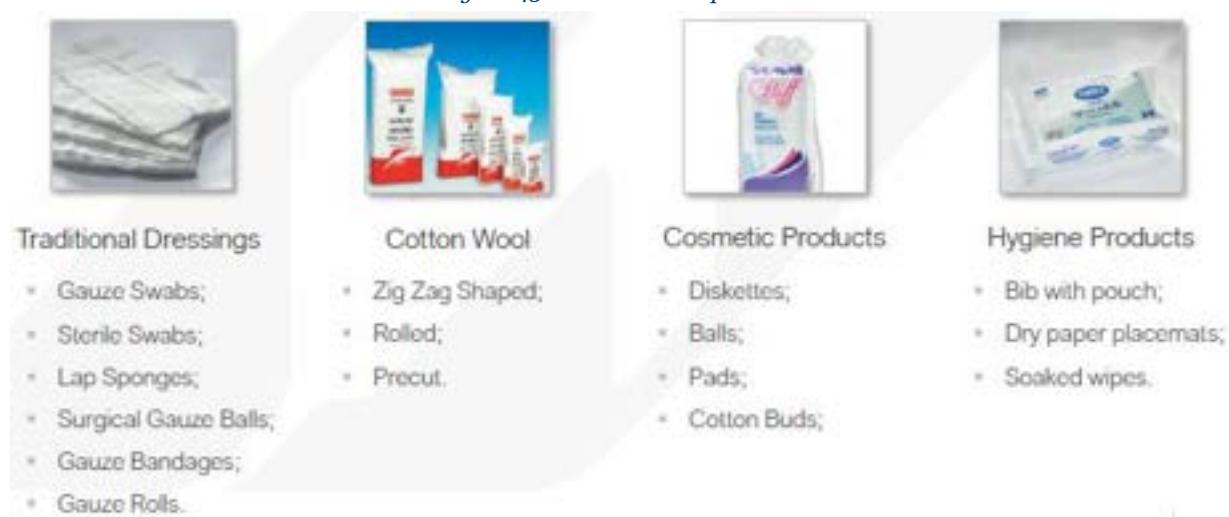 Traditional Dressings
Gauze Swabs;
Sterile Swabs;
Lap Sponges;
Surgical Gauze Balls;
Gauze Bandages;
Gauze Rolls.
Cotton Wool
Zig Zag Shaped;
Rolled;
Precut.
Cosmetic Products
Diskettes;
Balls;
Pads;
Cotton Buds;
Hygiene Products
Bib with pouch;
Dry paper placemats;
Soaked wipes.